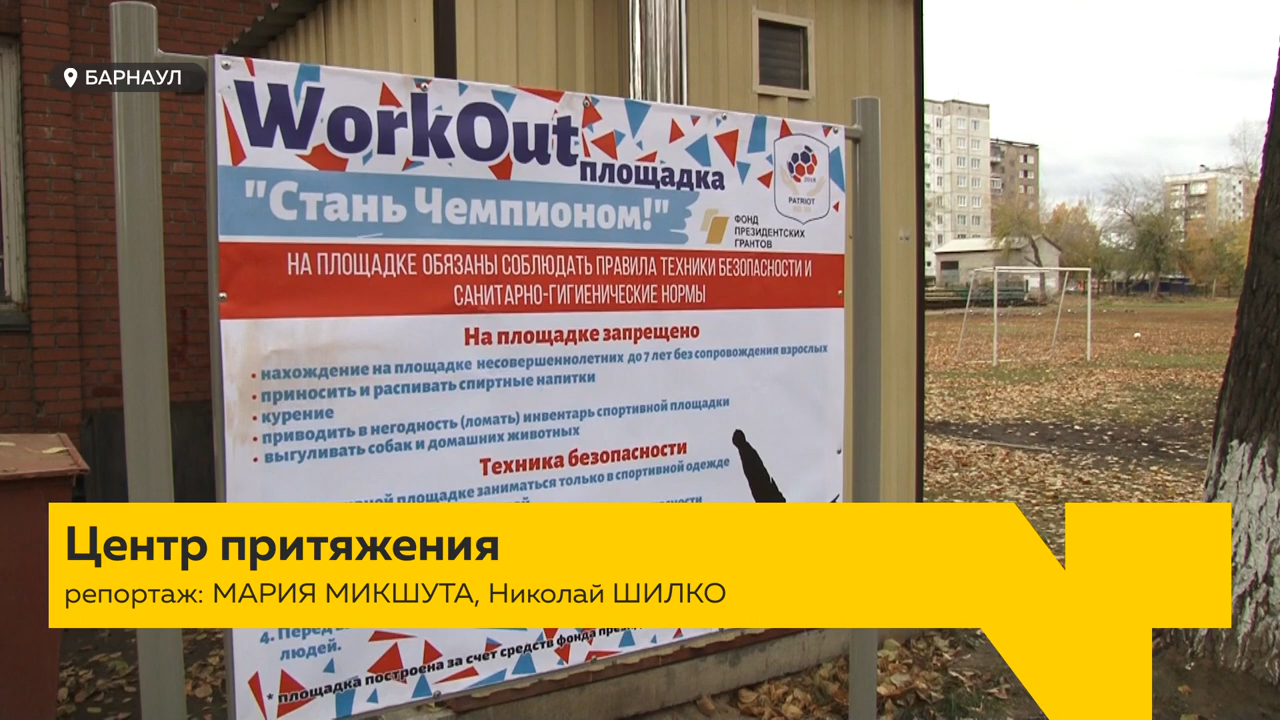 БАРНАУЛ
WorkOut
площадка
"Стань Чемпионом!"
2018
PATRIOT
ФОНД
ПРЕЗИДЕНТСКИХ
ГРАНТОВ
НА ПЛОЩАДКЕ ОБЯЗАНЫ СОБЛЮДАТЬ ПРАВИЛА ТЕХНИКИ БЕЗОПАСНОСТИ И
САНИТАРНО-ГИГИЕНИЧЕСКИЕ НОРМЫ
На площадке запрещено
• нахождение на площадке несовершеннолетних до 7 лет без сопровождения взрослых
• приносить и распивать спиртные напитки
• курение
• приводить в негодность (ломать) инвентарь спортивной площадки
• выгуливать собак и домашних животных
Техника безопасности
площадке заниматься только в спортивной одежде
Центр притяжения
репортаж: МАРИЯ МИКШУТА, Николай ШИЛКО
4. Перед
людей.
* площадка построена за счет средств фонда